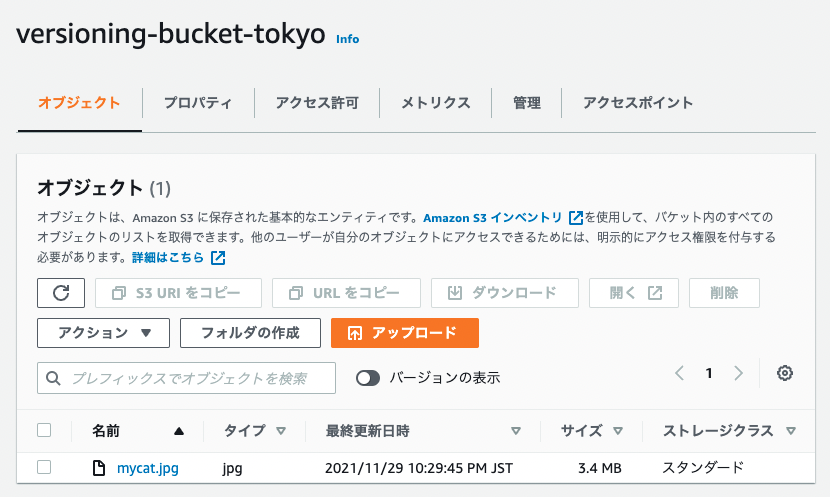 versioning-bucket-tokyo Info
オブジェクト プロパティ アクセス許可 メトリクス 管理 アクセスポイント
オブジェクト (1)
オブジェクトは、Amazon S3 に保存された基本的なエンティティです。Amazon S3 インベントリ を使用して、バケット内のすべての
オブジェクトのリストを取得できます。他のユーザーが自分のオブジェクトにアクセスできるためには、明示的にアクセス権限を付与する
必要があります。詳細はこちら
S3 URI をコピー URL をコピー ダウンロード 開く 削除
アクション フォルダの作成 アップロード
プレフィックスでオブジェクトを検索 バージョンの表示 1
名前 タイプ 最終更新日時 サイズ ストレージクラス
mycat.jpg jpg 2021/11/29 10:29:45 PM JST 3.4 MB スタンダード